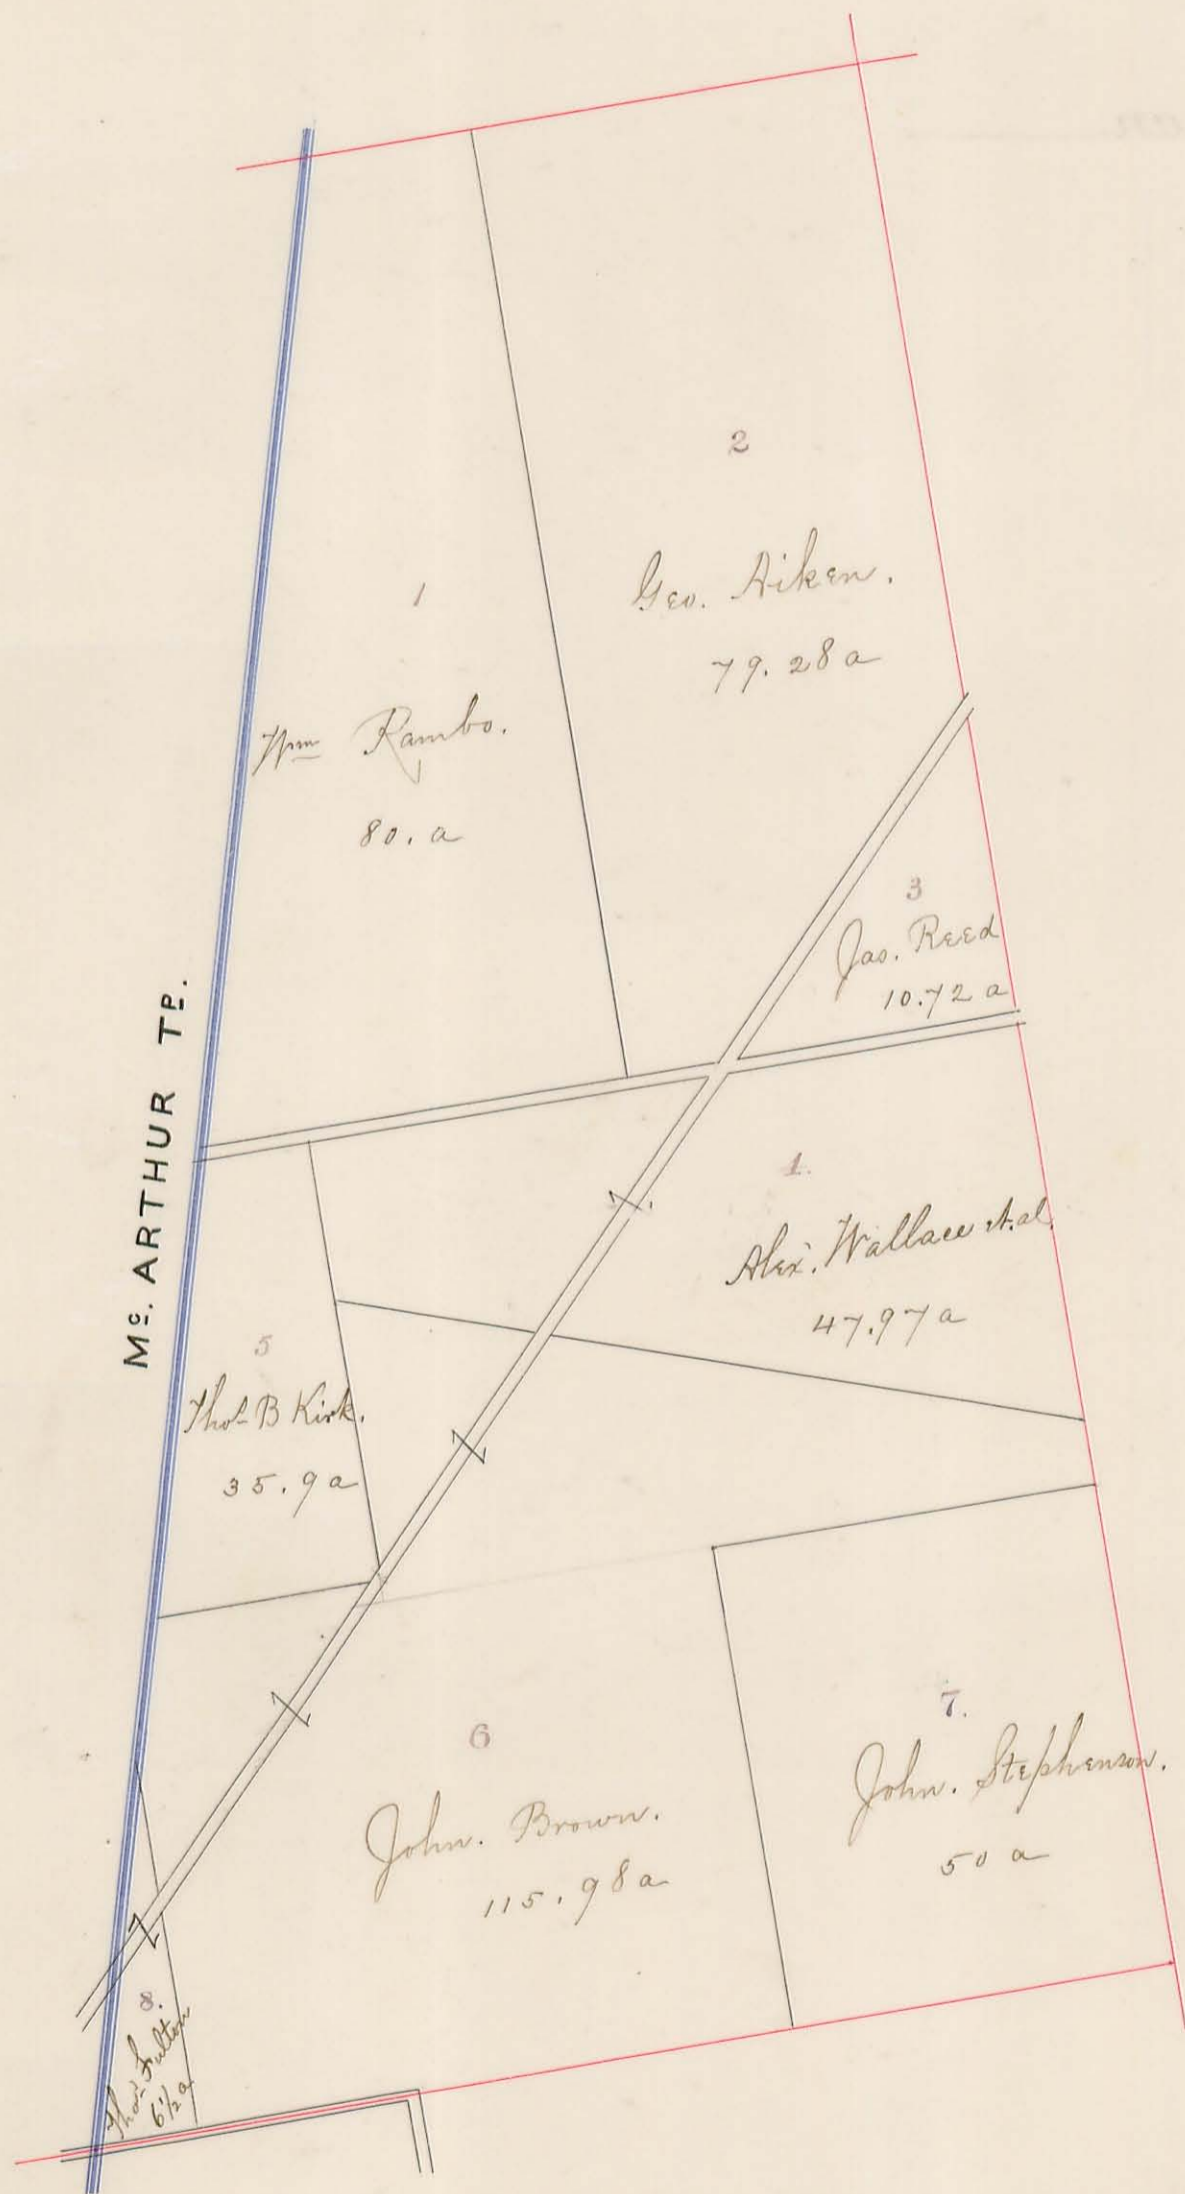 2
Geo. Aiken.
79.28 a
1
Wm Rambo.
80. a
3
Jas. Reed
10.72 a
Mc. ARTHUR TP.
4.
Alex. Wallace et. al.
47.97 a
5
Thos B Kirk.
35.9 a
6
John. Brown.
115.98 a
7.
John. Stephenson.
50 a
8.
Thos. Fulton
6 1/2 a